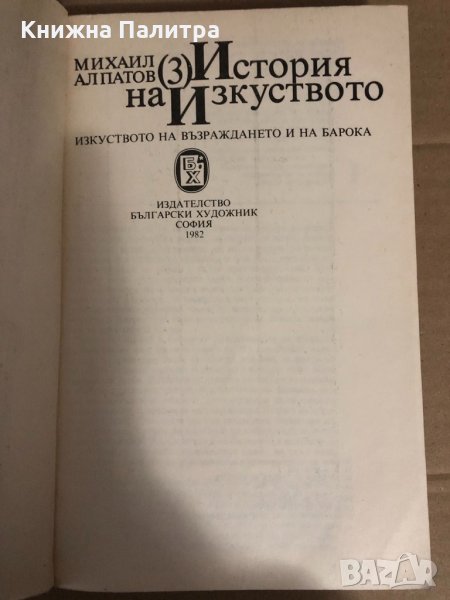 Книжна Палитра
МИХАИЛ
АЛПАТОВ (3) История
на Изкуството
ИЗКУСТВОТО НА ВЪЗРАЖДАНЕТО И НА БАРОКА
БХ
ИЗДАТЕЛСТВО
БЪЛГАРСКИ ХУДОЖНИК
СОФИЯ
1982
BAZAR